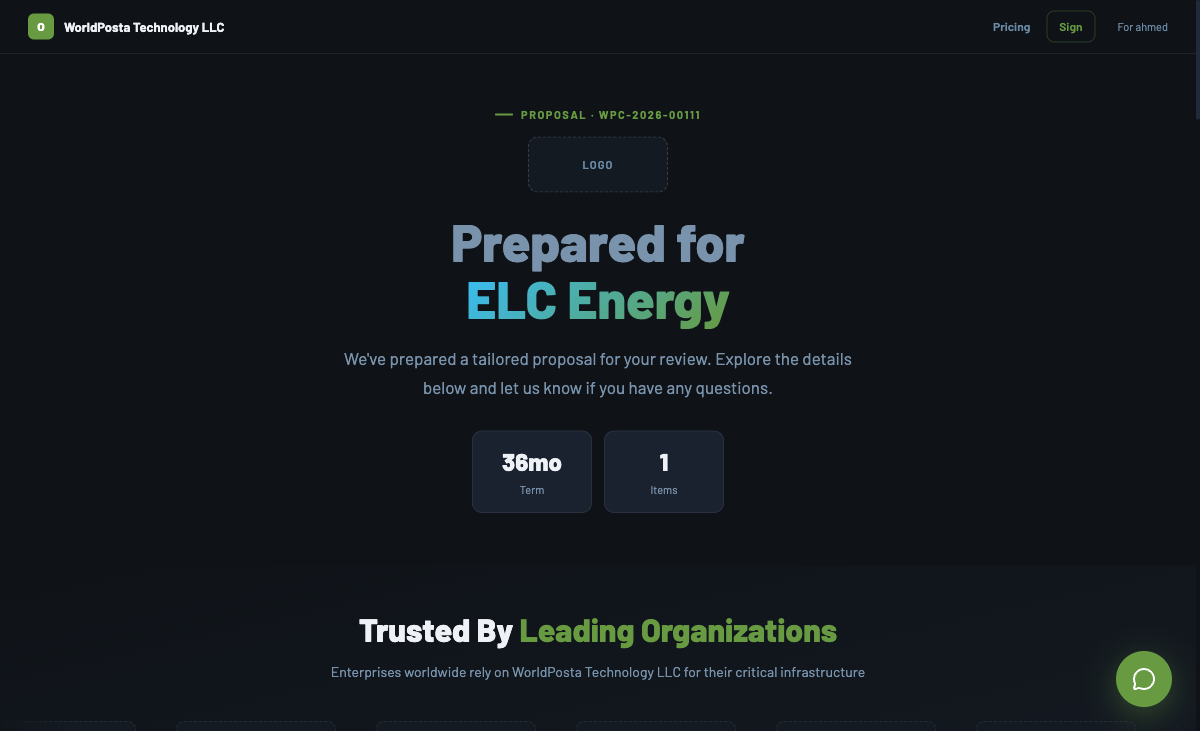 0
WorldPosta Technology LLC
Pricing
Sign
For ahmed
PROPOSAL · WPC-2026-00111
LOGO
Prepared for
ELC Energy
We've prepared a tailored proposal for your review. Explore the details
below and let us know if you have any questions.
36mo
Term
1
Items
Trusted By Leading Organizations
Enterprises worldwide rely on WorldPosta Technology LLC for their critical infrastructure